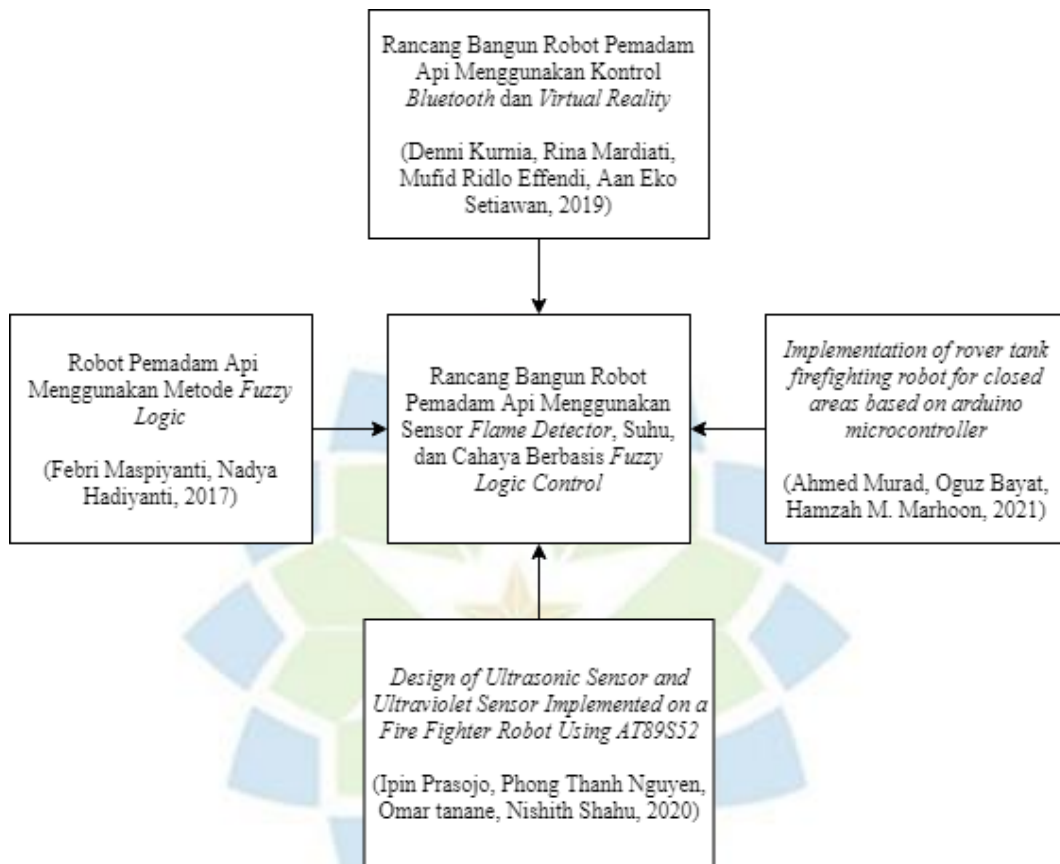 Rancang Bangun Robot Pemadam
Api Menggunakan Kontrol
Bluetooth dan Virtual Reality
(Denni Kurnia, Rina Mardiati,
Mufid Ridlo Effendi, Aan Eko
Setiawan, 2019)
Robot Pemadam Api
Menggunakan Metode Fuzzy
Logic
(Febri Maspiyanti, Nadya
Hadiyanti, 2017)
Rancang Bangun Robot
Pemadam Api Menggunakan
Sensor Flame Detector, Suhu,
dan Cahaya Berbasis Fuzzy
Logic Control
Implementation of rover tank
firefighting robot for closed
areas based on arduino
microcontroller
(Ahmed Murad, Oguz Bayat,
Hamzah M. Marhoon, 2021)
Design of Ultrasonic Sensor and
Ultraviolet Sensor Implemented on a
Fire Fighter Robot Using AT89S52
(Ipin Prasojo, Phong Thanh Nguyen,
Omar tanane, Nishith Shahu, 2020)